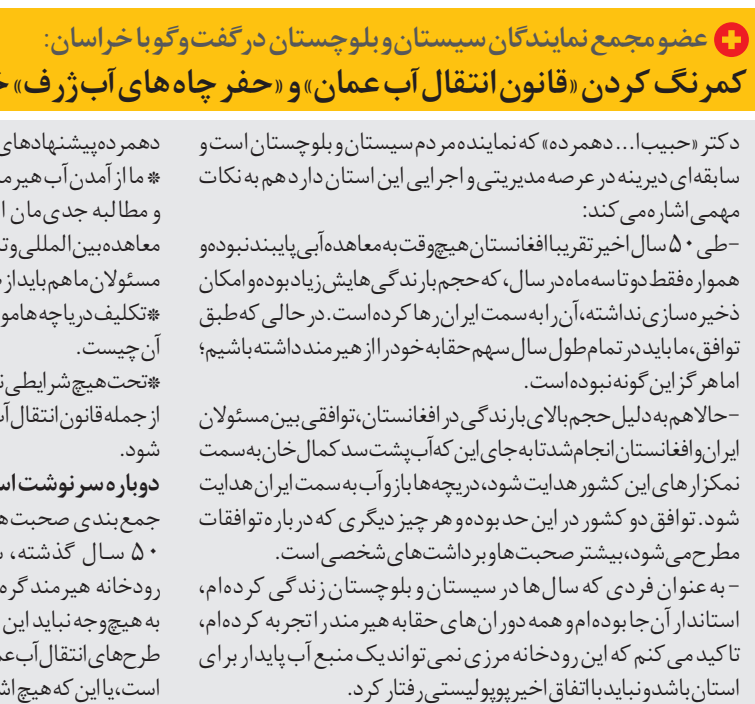 عضو مجمع نمایندگان سیستان و بلوچستان در گفت‌وگو با خراسان:
کمرنگ کردن «قانون انتقال آب عمان» و «حفر چاه‌های آب ژرف»
دکتر «حبیب‌ا... دهمرده» که نماینده مردم سیستان و بلوچستان است و
سابقه‌ای دیرینه در عرصه مدیریتی و اجرایی این استان دارد هم به نکات
مهمی اشاره می‌کند:
-طی ۵۰ سال اخیر تقریبا افغانستان هیچ‌وقت به معاهده آبی پایبند نبوده و
همواره فقط دو تا سه ماه در سال، که حجم بارندگی‌هایش زیاد بوده و امکان
ذخیره‌سازی نداشته، آن را به سمت ایران رها کرده است. در حالی که طبق
توافق، ما باید در تمام طول سال سهم حقابه خود را از هیرمند داشته باشیم؛
اما هرگز این گونه نبوده است.
-حالا هم به دلیل حجم بالای بارندگی در افغانستان، توافقی بین مسئولان
ایران و افغانستان انجام شد تا به جای این که آب پشت سد کمال خان به سمت
نمکزارهای این کشور هدایت شود، دریچه‌ها باز و آب به سمت ایران هدایت
شود. توافق دو کشور در این حد بوده و هر چیز دیگری که درباره توافقات
مطرح می‌شود، بیشتر صحبت‌ها و برداشت‌های شخصی است.
-به عنوان فردی که سال‌ها در سیستان و بلوچستان زندگی کرده‌ام،
استاندار آن‌جا بوده‌ام و همه دوران‌های حقابه هیرمند را تجربه کرده‌ام،
تاکید می‌کنم که این رودخانه مرزی نمی‌تواند یک منبع آب پایدار برای
استان باشد و نباید با اتفاق اخیر پوپولیستی رفتار کرد.
دهمرده پیشنهادهای
* ما از آمدن آب
و مطالبه جدی‌مان
معاهده بین‌المللی
مسئولان ما هم باید
*تکلیف دریاچه
آن چیست.
*تحت هیچ شرایطی
از جمله قانون انتقال
شود.
دوباره سرنوشت
جمع‌بندی
۵۰ سال گذشته،
رودخانه هیرمند
به هیچ‌وجه نباید این
طرح‌های انتقال
است، یا این که هیچ